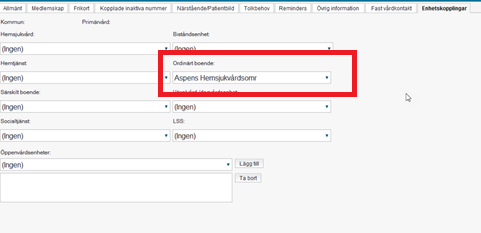 Allmänt Medlemskap Frikort Kopplade inaktiva nummer Närstående/Patientbild Tolkbehov Reminders Övrig information Fast vårdkontakt Enhetskopplingar
Kommun: Primärvård:
Hemsjukvård: Biståndsenhet:
(Ingen) (Ingen)
Hemtjänst: Ordinärt boende:
(Ingen) Aspens Hemsjukvårdsomr
Särskilt boende:
(Ingen) (Ingen)
Socialtjänst: LSS:
(Ingen) (Ingen)
Öppenvårdsenheter:
(Ingen) Lägg till
Ta bort